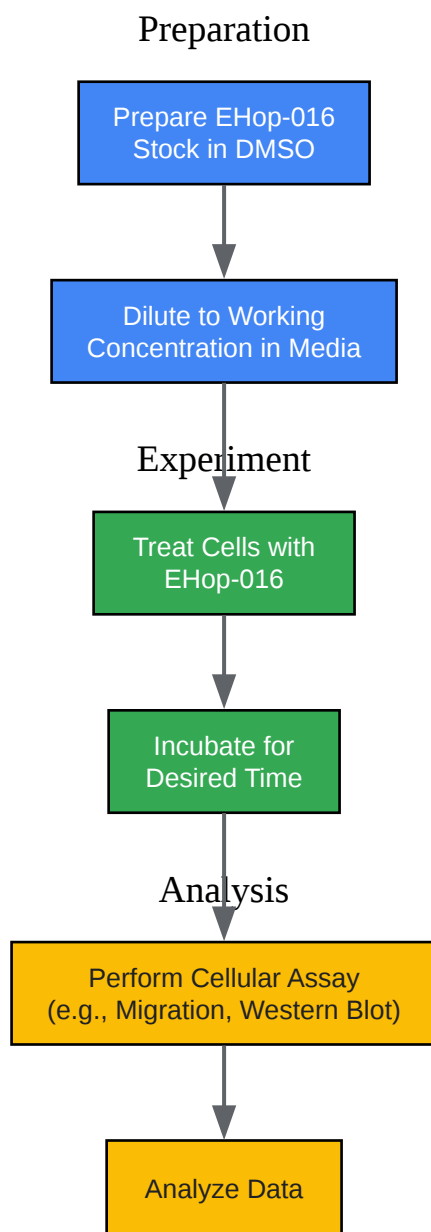 Preparation
Prepare EHop-016
Stock in DMSO
Dilute to Working
Concentration in Media
Experiment
Treat Cells with
EHop-016
Incubate for
Desired Time
Analysis
Perform Cellular Assay
(e.g., Migration, Western Blot)
Analyze Data